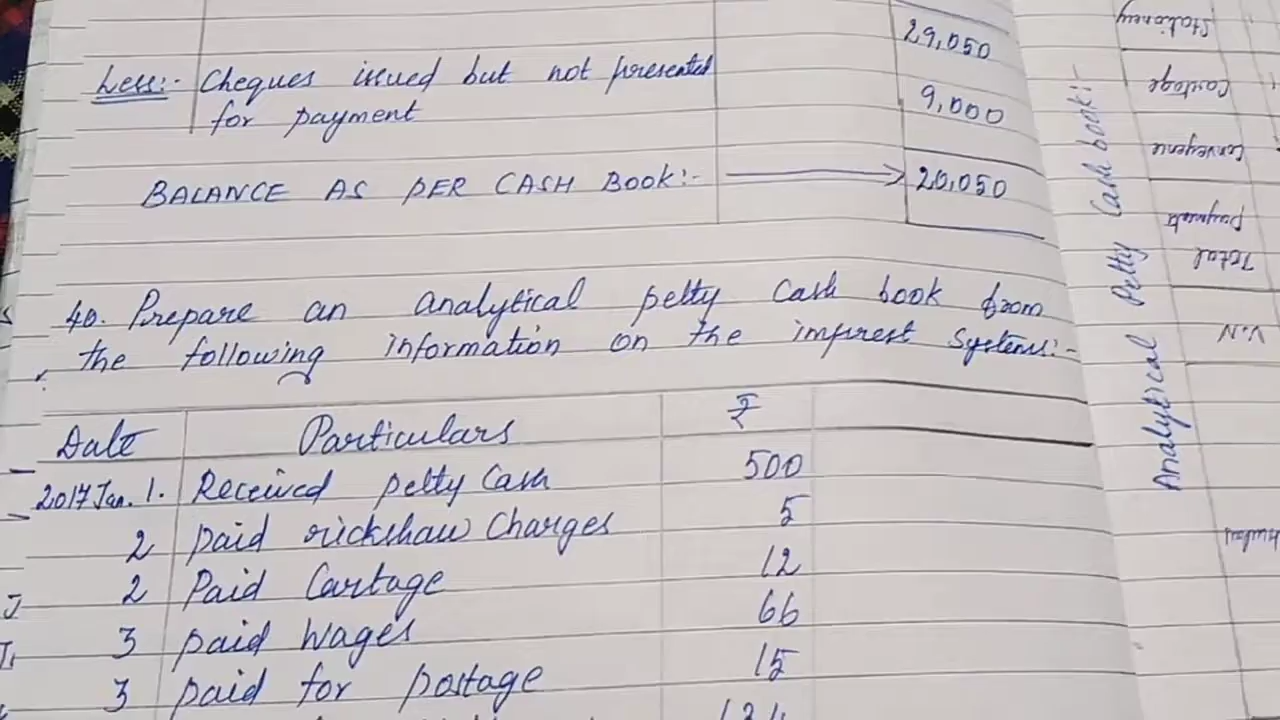 29,050
Less:- Cheques issued but not presented
for payment 9,000
BALANCE AS PER CASH BOOK:- 20,050
40. Prepare an analytical petty cash book from
the following information on the imprest System:-
Date Particulars ₹
2017 Jan. 1. Received petty Cash 500
2 paid rickshaw Charges 5
2 Paid Cartage 12
3 paid wages 66
3 paid for postage 15
Analytical Petty Cash book:-
Stationery
Cartage
Conveyence
Total payments
V.N